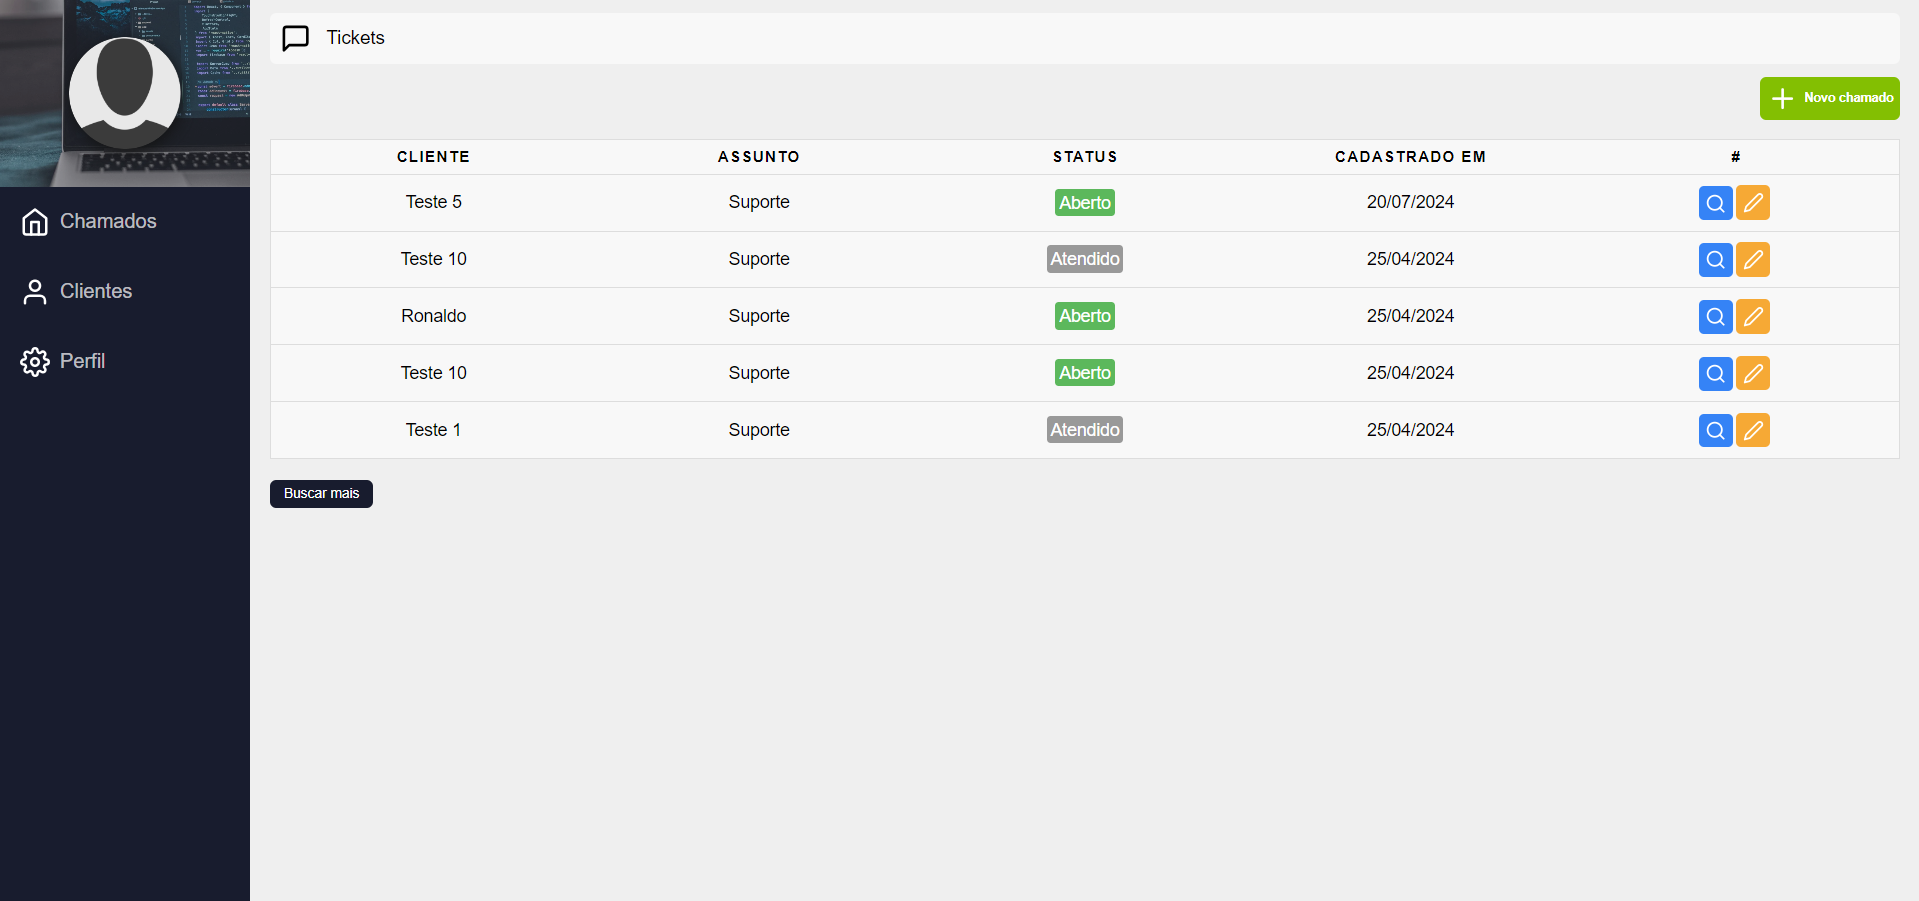 Chamados
Clientes
Perfil
Tickets
Novo chamado
CLIENTE ASSUNTO STATUS CADASTRADO EM #
Teste 5 Suporte Aberto 20/07/2024
Teste 10 Suporte Atendido 25/04/2024
Ronaldo Suporte Aberto 25/04/2024
Teste 10 Suporte Aberto 25/04/2024
Teste 1 Suporte Atendido 25/04/2024
Buscar mais